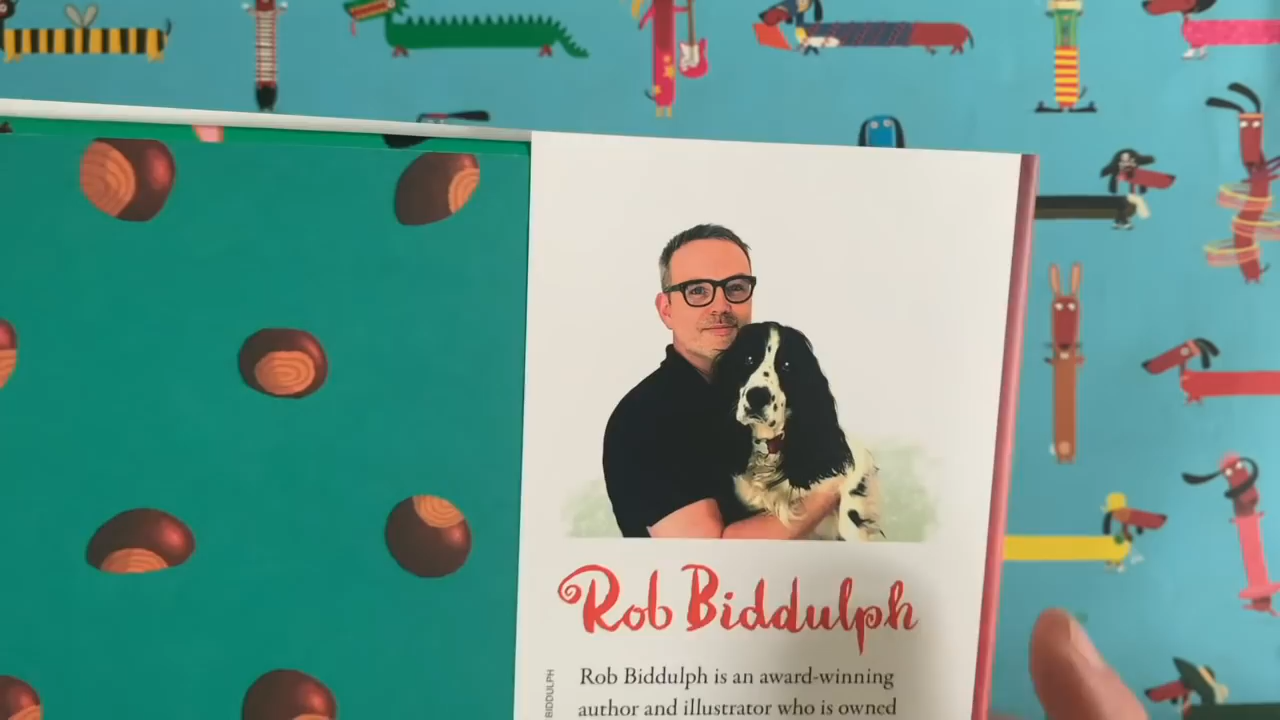 Rob Biddulph
BIDDULPH
Rob Biddulph is an award-winning
author and illustrator who is owned